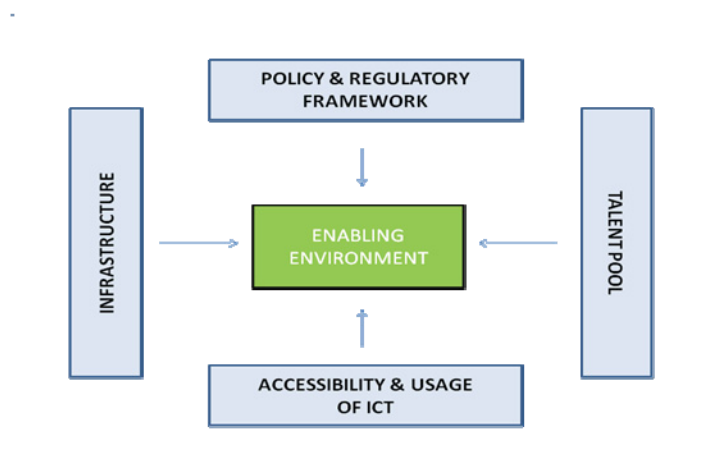 POLICY & REGULATORY
FRAMEWORK
INFRASTRUCTURE
ENABLING
ENVIRONMENT
TALENT POOL
ACCESSIBILITY & USAGE
OF ICT